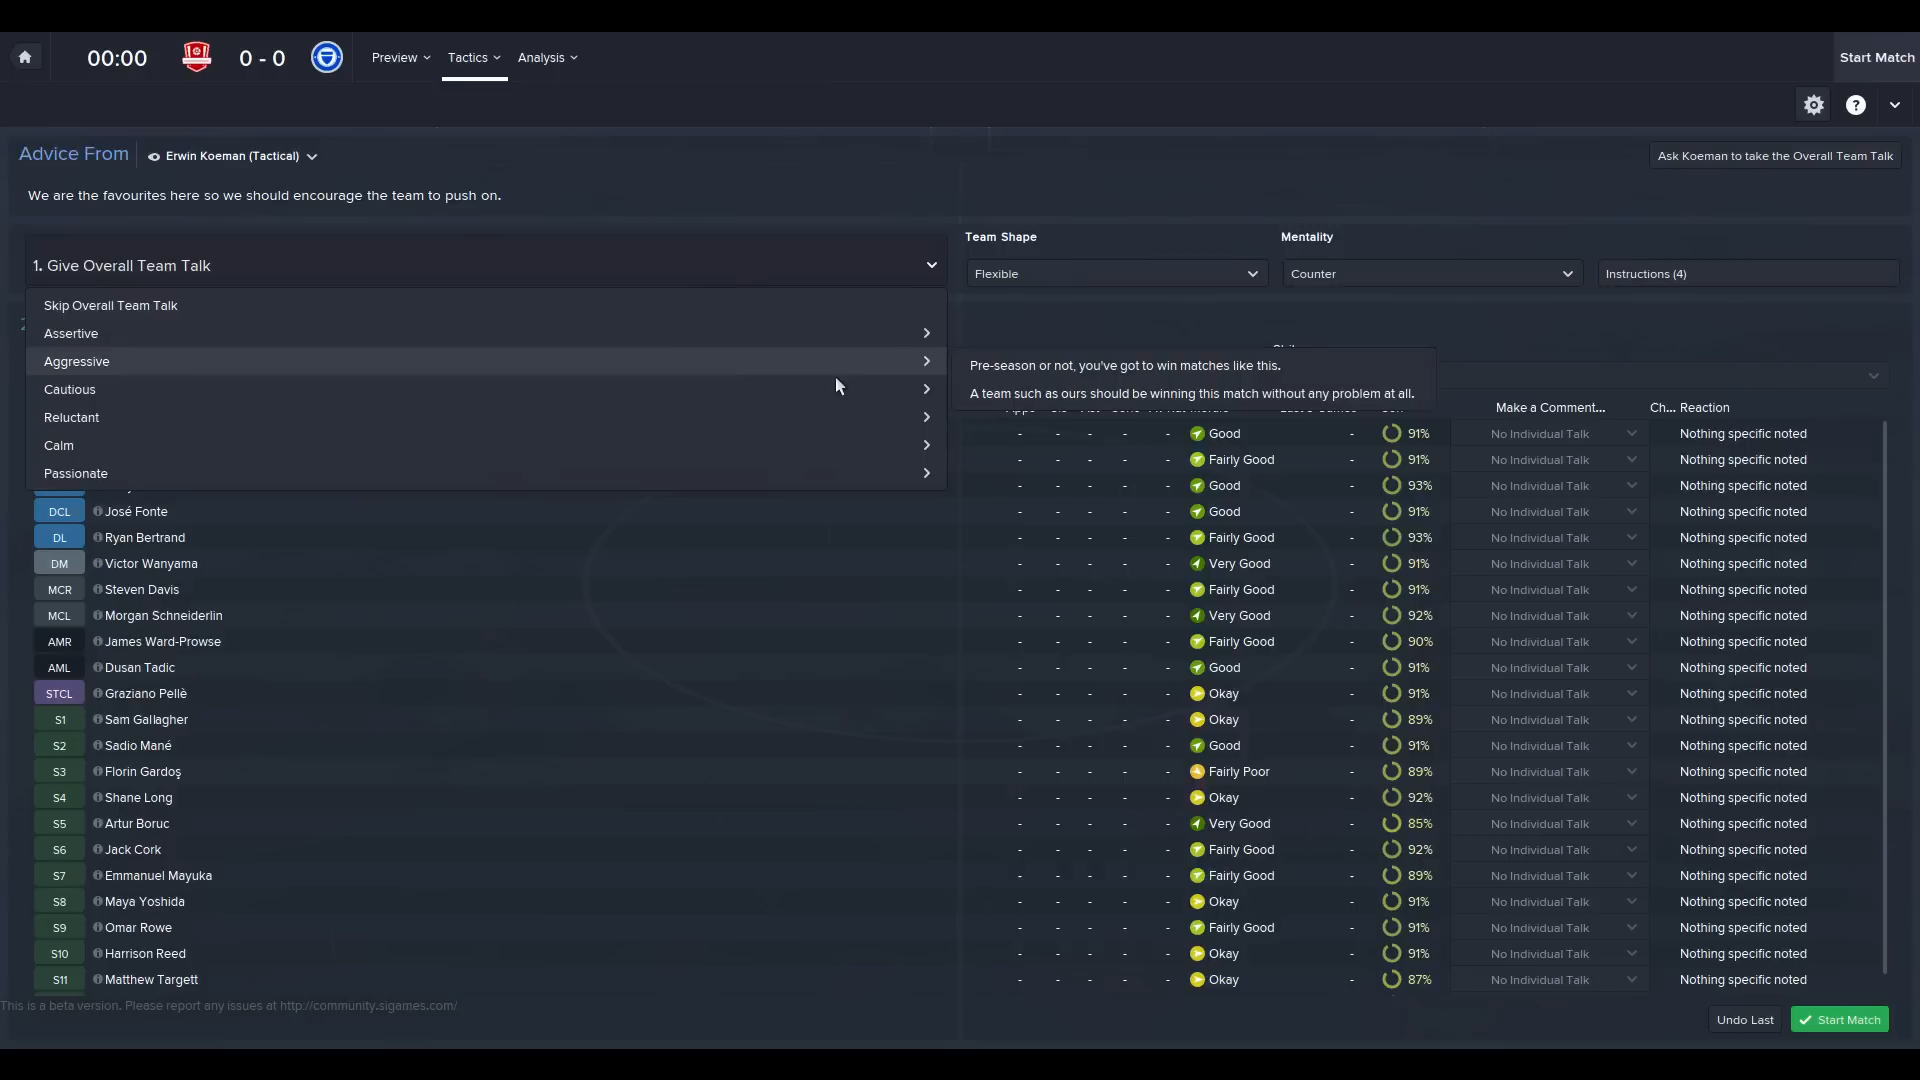 00:00 0 - 0 Preview Tactics Analysis Start Match
?
Advice From Erwin Koeman (Tactical) Ask Koeman to take the Overall Team Talk
We are the favourites here so we should encourage the team to push on.
Team Shape Mentality
1. Give Overall Team Talk Flexible Counter Instructions (4)
Skip Overall Team Talk
Assertive
Aggressive
Cautious
Reluctant
Calm
Passionate
Pre-season or not, you've got to win matches like this.
A team such as ours should be winning this match without any problem at all.
Make a Comment... Ch... Reaction
- - - - - Good - 91% No Individual Talk Nothing specific noted
- - - - - Fairly Good - 91% No Individual Talk Nothing specific noted
- - - - - Good - 93% No Individual Talk Nothing specific noted
DCL José Fonte - - - - - Good - 91% No Individual Talk Nothing specific noted
DL Ryan Bertrand - - - - - Fairly Good - 93% No Individual Talk Nothing specific noted
DM Victor Wanyama - - - - - Very Good - 91% No Individual Talk Nothing specific noted
MCR Steven Davis - - - - - Fairly Good - 91% No Individual Talk Nothing specific noted
MCL Morgan Schneiderlin - - - - - Very Good - 92% No Individual Talk Nothing specific noted
AMR James Ward-Prowse - - - - - Fairly Good - 90% No Individual Talk Nothing specific noted
AML Dusan Tadic - - - - - Good - 91% No Individual Talk Nothing specific noted
STCL Graziano Pellè - - - - - Okay - 91% No Individual Talk Nothing specific noted
S1 Sam Gallagher - - - - - Okay - 89% No Individual Talk Nothing specific noted
S2 Sadio Mané - - - - - Good - 91% No Individual Talk Nothing specific noted
S3 Florin Gardoş - - - - - Fairly Poor - 89% No Individual Talk Nothing specific noted
S4 Shane Long - - - - - Okay - 92% No Individual Talk Nothing specific noted
S5 Artur Boruc - - - - - Very Good - 85% No Individual Talk Nothing specific noted
S6 Jack Cork - - - - - Fairly Good - 92% No Individual Talk Nothing specific noted
S7 Emmanuel Mayuka - - - - - Fairly Good - 89% No Individual Talk Nothing specific noted
S8 Maya Yoshida - - - - - Okay - 91% No Individual Talk Nothing specific noted
S9 Omar Rowe - - - - - Fairly Good - 91% No Individual Talk Nothing specific noted
S10 Harrison Reed - - - - - Okay - 91% No Individual Talk Nothing specific noted
S11 Matthew Targett - - - - - Okay - 87% No Individual Talk Nothing specific noted
This is a beta version. Please report any issues at http://community.sigames.com/
Undo Last Start Match